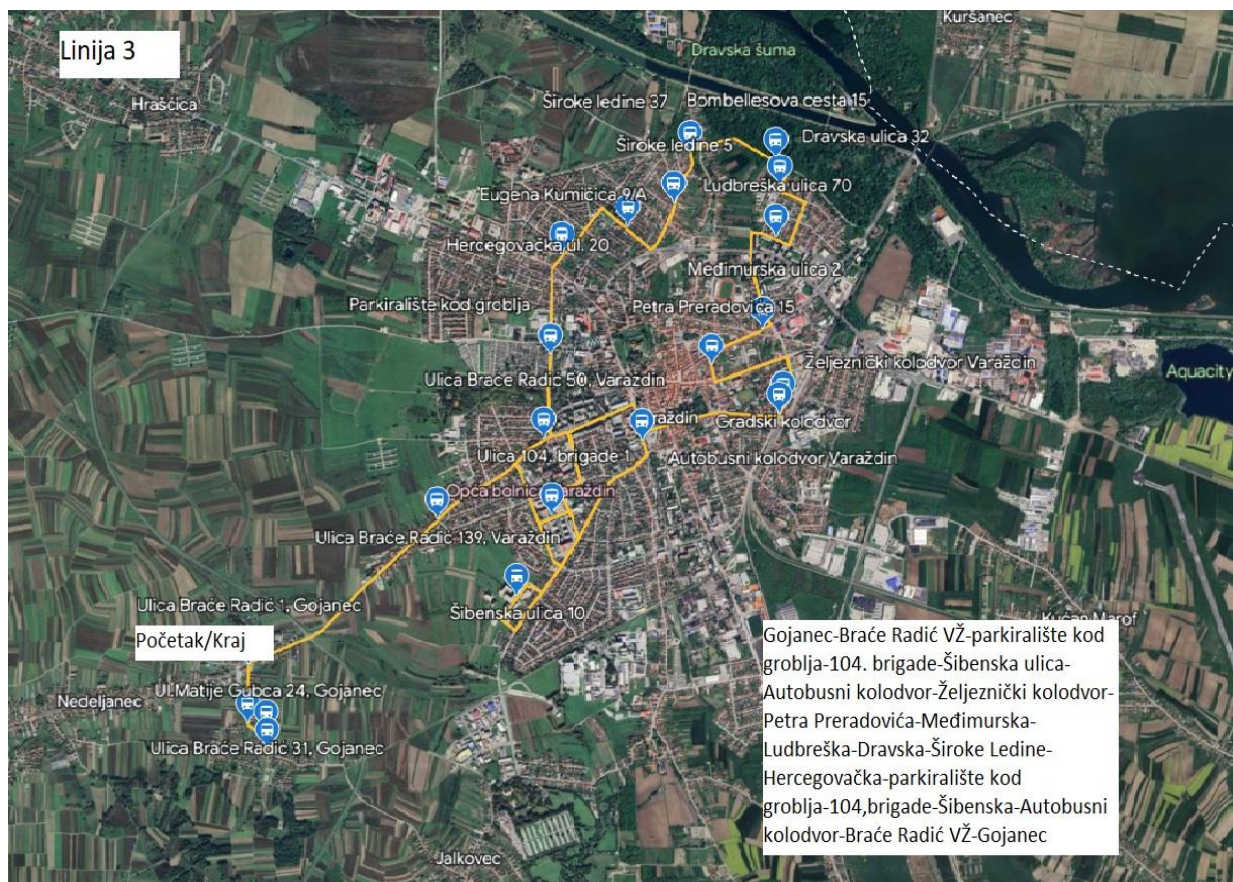 Linija 3
Kuršanec
Dravska šuma
Hrašćica
Široke ledine 37
Bombellesova cesta 15
Široke ledine 5
Dravska ulica 32
Eugena Kumičića 9/A
Ludbreška ulica 70
Hercegovačka ul. 20
Međimurska ulica 2
Parkiralište kod groblja
Petra Preradovića 15
Željeznički kolodvor Varaždin
Aquacity
Ulica Braće Radić 50, Varaždin
Gradski kolodvor
Ulica 104. brigade 1
Autobusni kolodvor Varaždin
Opća bolnica Varaždin
Ulica Braće Radić 139, Varaždin
Ulica Braće Radić 1, Gojanec
Šibenska ulica 10
Kućan Marof
Početak/Kraj
Nedeljanec
Ul.Matije Gubca 24, Gojanec
Ulica Braće Radić 31, Gojanec
Jalkovec
Gojanec-Braće Radić VŽ-parkiralište kod
groblja-104. brigade-Šibenska ulica-
Autobusni kolodvor-Željeznički kolodvor-
Petra Preradovića-Međimurska-
Ludbreška-Dravska-Široke Ledine-
Hercegovačka-parkiralište kod
groblja-104,brigade-Šibenska-Autobusni
kolodvor-Braće Radić VŽ-Gojanec